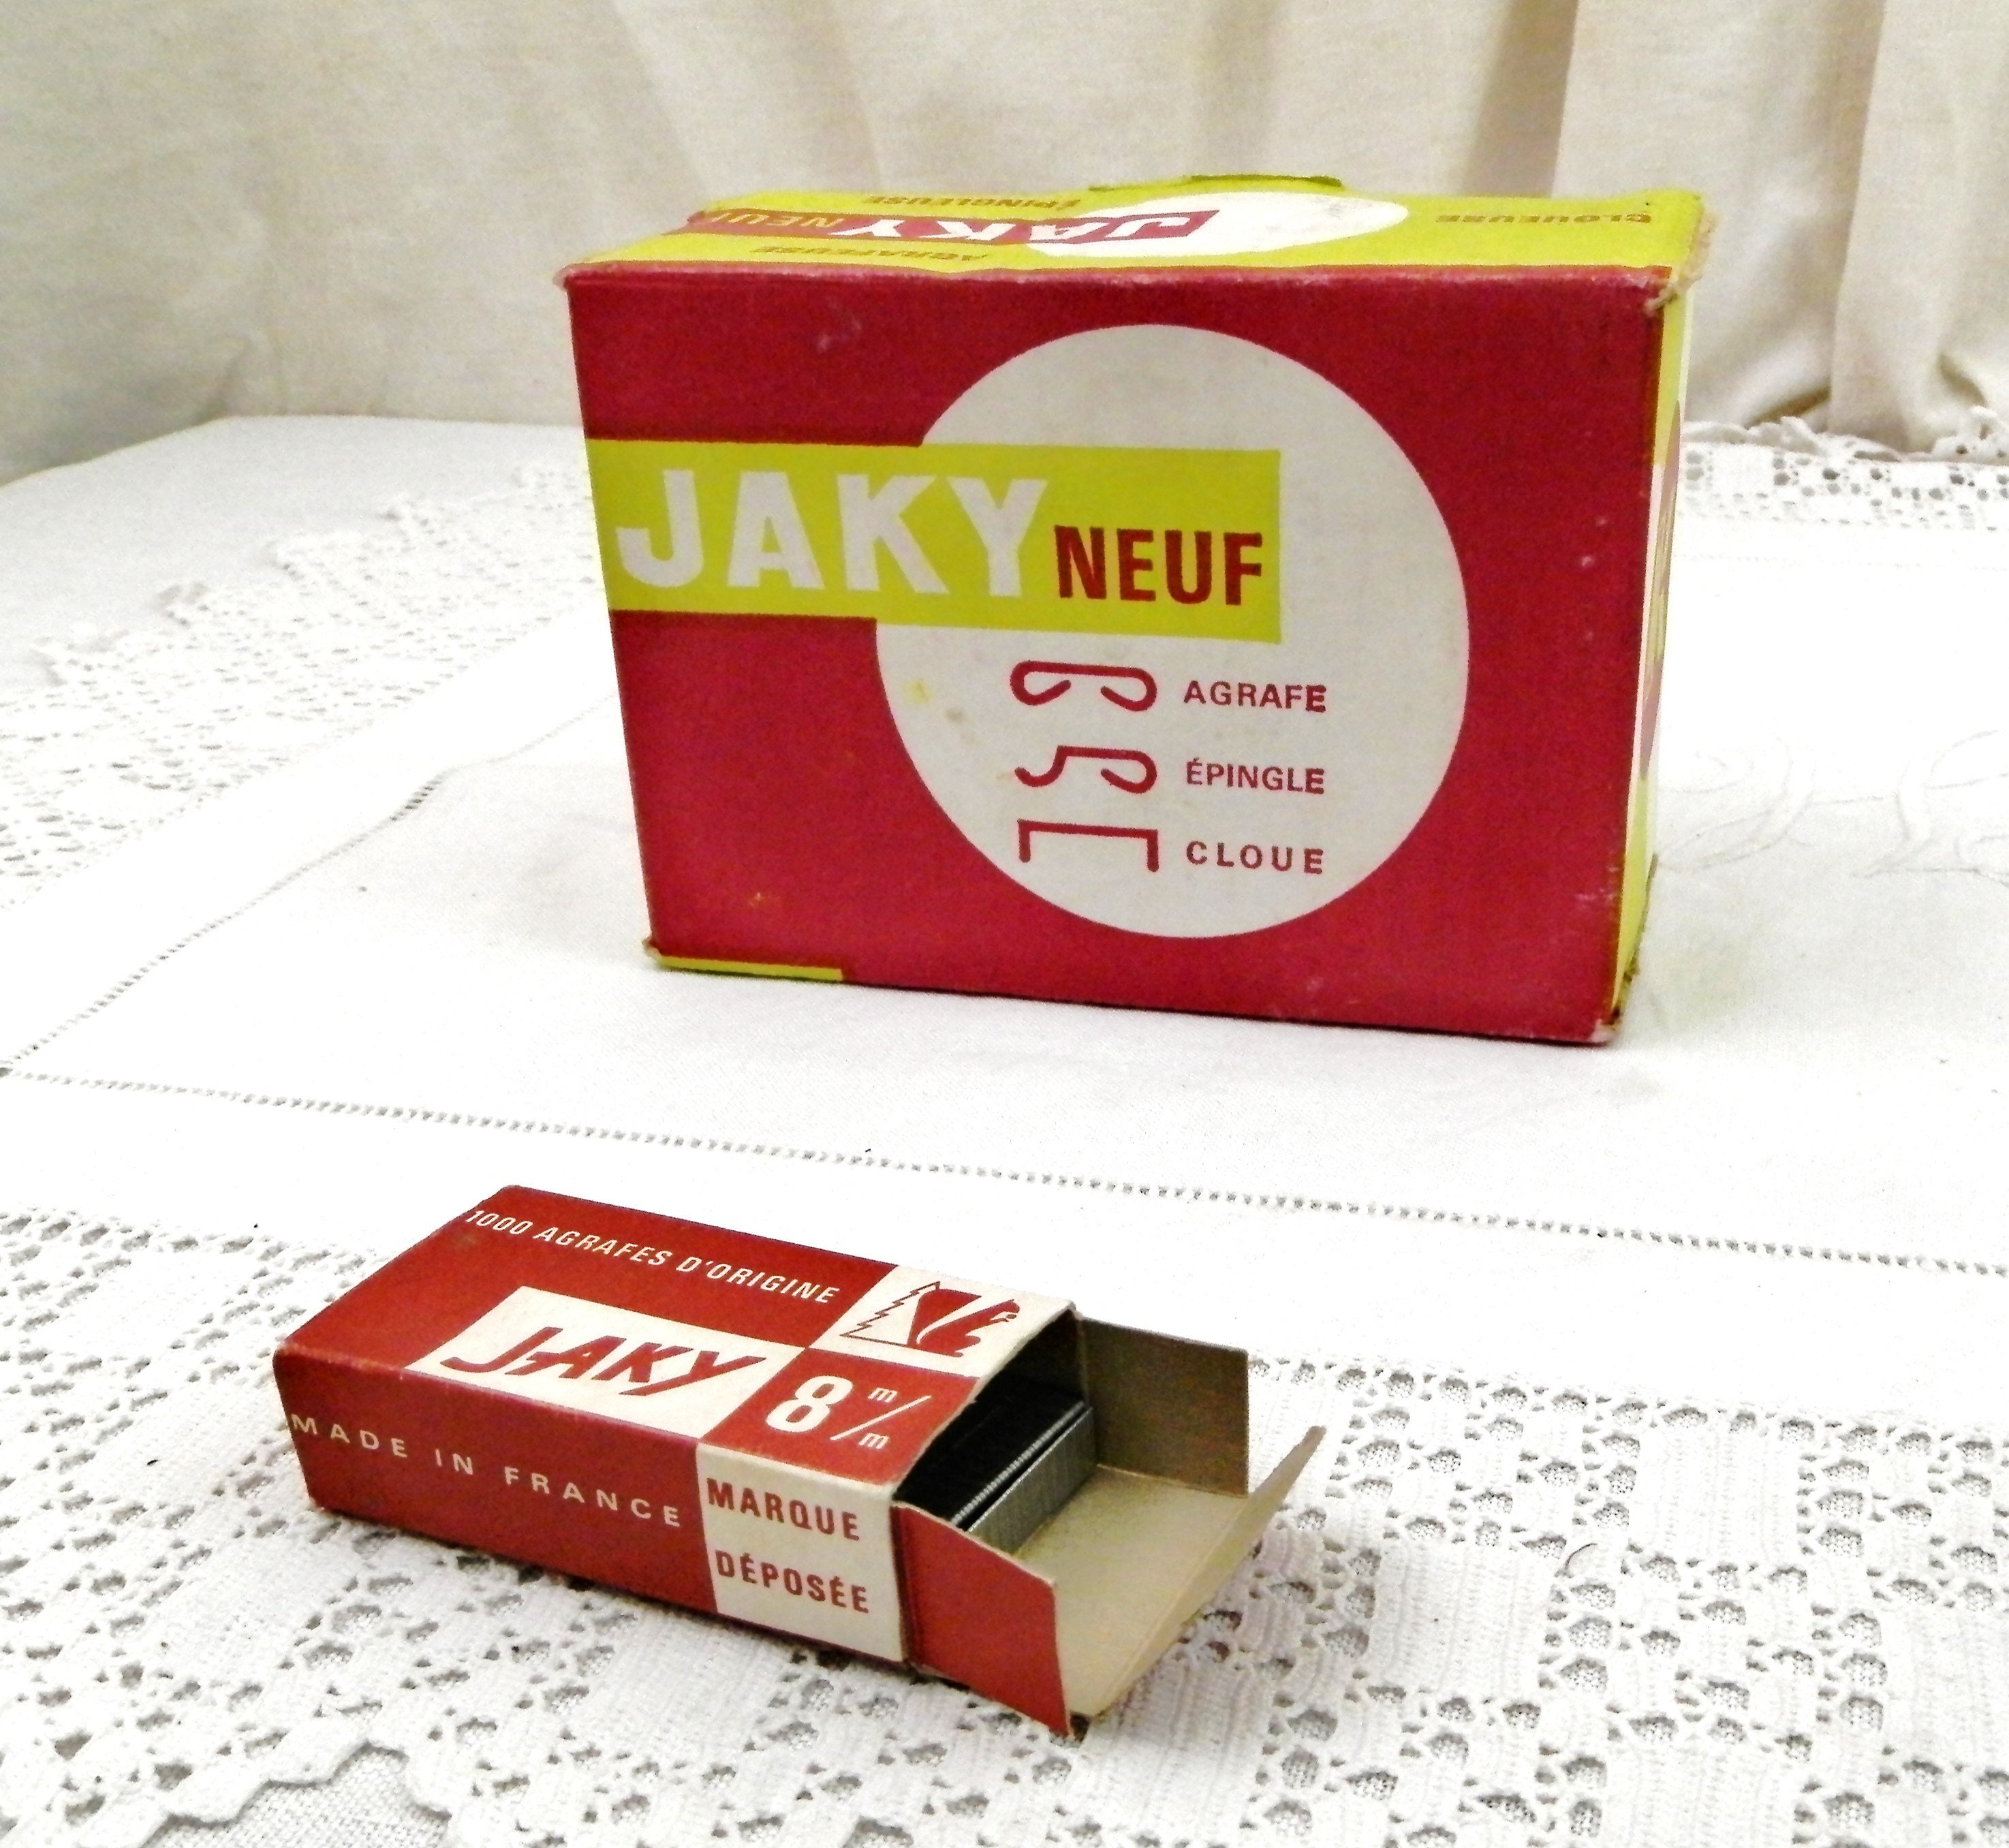 ÉPINGLEUSE
CLOUEUSE
JAKY NEUF
AGRAFEUSE
JAKY NEUF
AGRAFE
ÉPINGLE
CLOUE
1000 AGRAFES D'ORIGINE
JAKY
8 m/m
MADE IN FRANCE
MARQUE
DÉPOSÉE